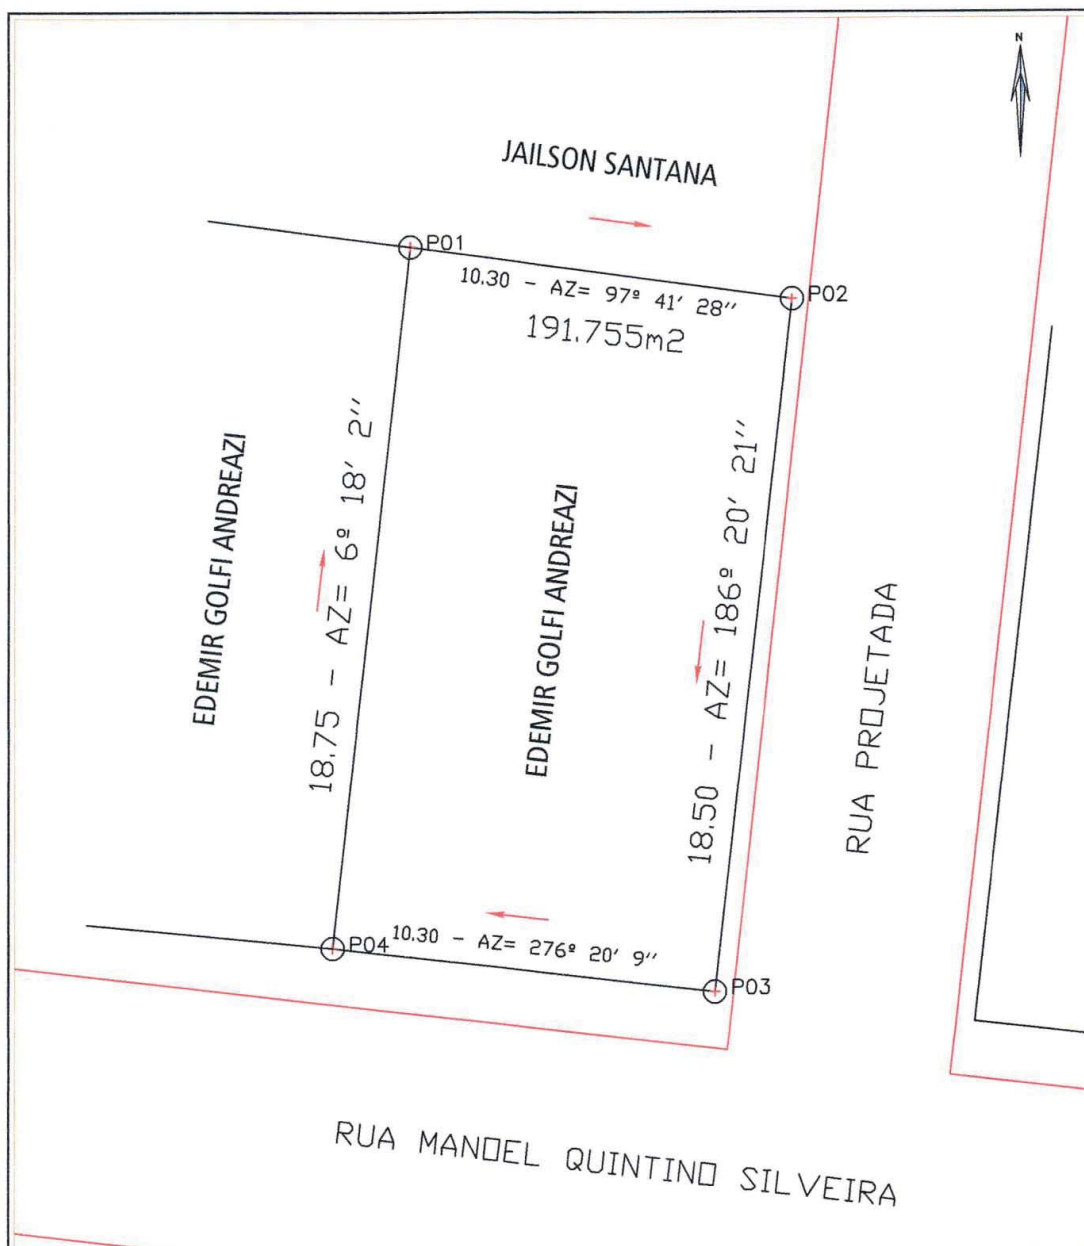 N
JAILSON SANTANA
P01
10.30 - AZ= 97º 41' 28''
P02
191.755m2
EDEMIR GOLFI ANDREAZI
18.75 - AZ= 6º 18' 2''
EDEMIR GOLFI ANDREAZI
18.50 - AZ= 186º 20' 21''
RUA PROJETADA
P04
10.30 - AZ= 276º 20' 9''
P03
RUA MANOEL QUINTINO SILVEIRA